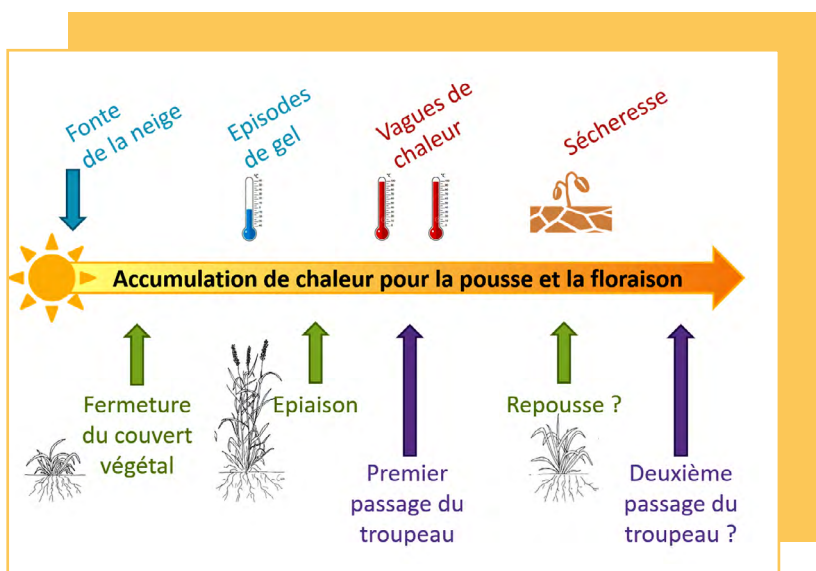 Fonte
de la neige
Episodes
de gel
Vagues de
chaleur
Sécheresse
Accumulation de chaleur pour la pousse et la floraison
Fermeture
du couvert
végétal
Epiaison
Premier
passage du
troupeau
Repousse ?
Deuxième
passage du
troupeau ?